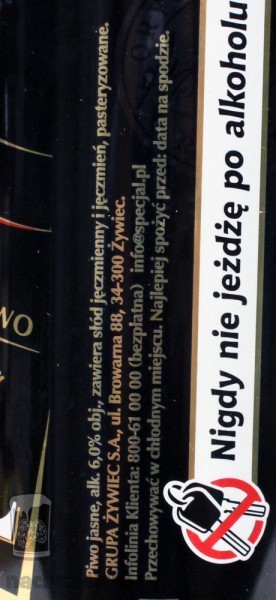 WO
Piwo jasne, alk. 6,0% obj, zawiera słód jęczmienny i jęczmień, pasteryzowane.
GRUPA ŻYWIEC S.A., ul. Browarna 88, 34-300 Żywiec.
Infolinia Klienta: 800-61 00 00 (bezpłatna) info@specjal.pl
Przechowywać w chłodnym miejscu. Najlepiej spożyć przed: data na spodzie.
Nigdy nie jeżdżę po alkoholu